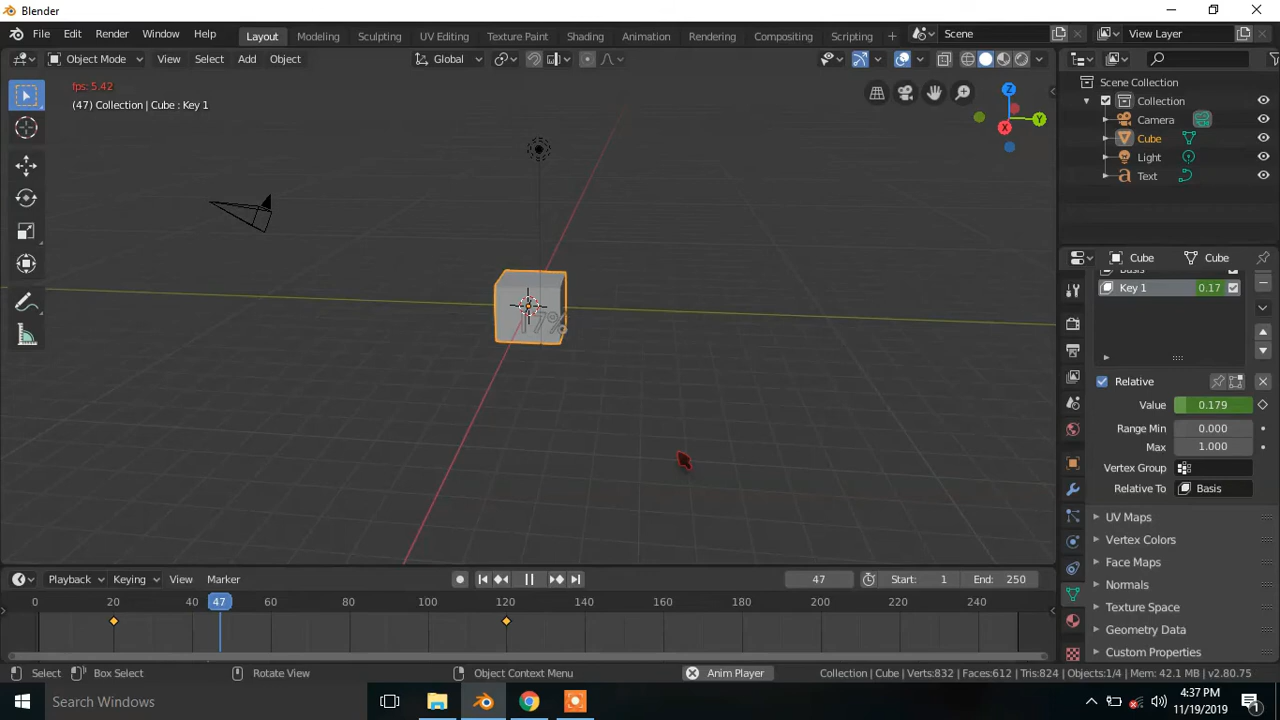 Blender
File Edit Render Window Help Layout Modeling Sculpting UV Editing Texture Paint Shading Animation Rendering Compositing Scripting + Scene View Layer
Object Mode View Select Add Object Global
fps: 5.42
(47) Collection | Cube : Key 1
Z
Y
X
17%
Scene Collection
Collection
Camera
Cube
Light
Text
Cube Cube
Basis
Key 1 0.17
Relative
Value 0.179
Range Min 0.000
Max 1.000
Vertex Group
Relative To Basis
UV Maps
Vertex Colors
Face Maps
Normals
Texture Space
Geometry Data
Custom Properties
Playback Keying View Marker 47 Start: 1 End: 250
0 20 40 47 60 80 100 120 140 160 180 200 220 240
Select Box Select Rotate View Object Context Menu Anim Player Collection | Cube | Verts:832 | Faces:612 | Tris:824 | Objects:1/4 | Mem: 42.1 MB | v2.80.75
Search Windows
4:37 PM
11/19/2019
1